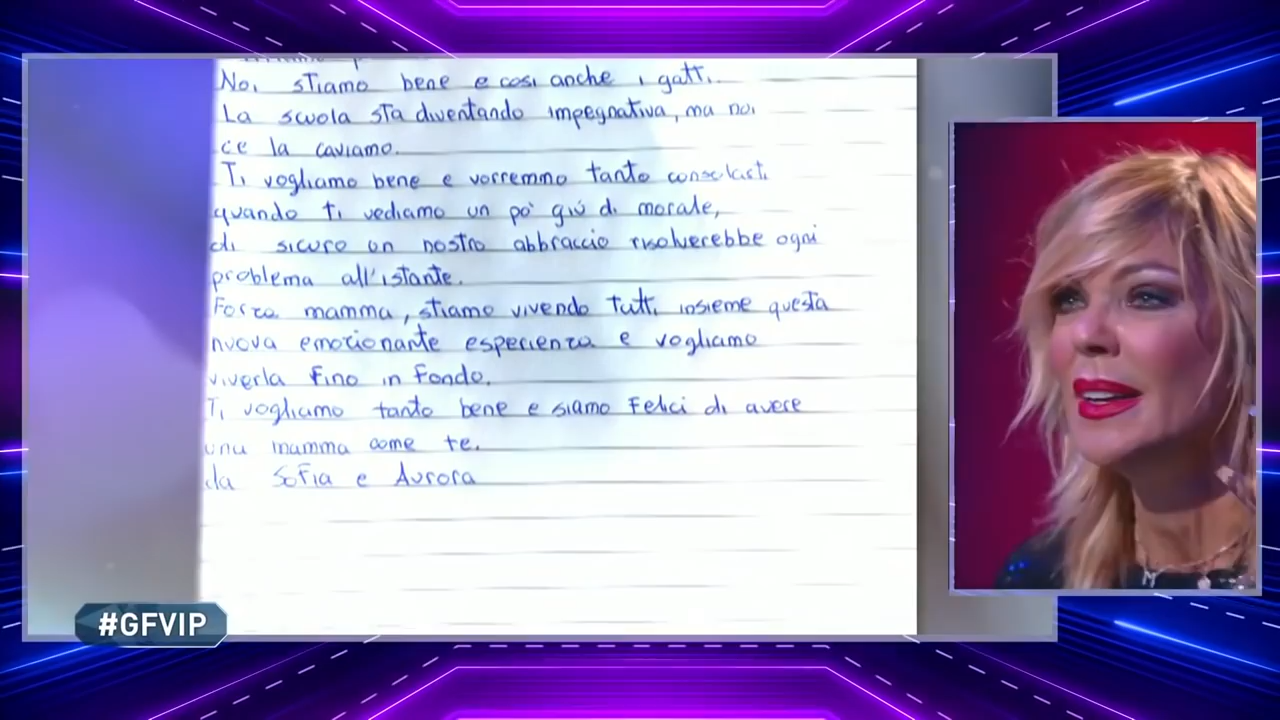 Noi stiamo bene e così anche i gatti.
La scuola sta diventando impegnativa, ma noi
ce la caviamo.
Ti vogliamo bene e vorremmo tanto consolarti
quando ti vediamo un po' giù di morale,
di sicuro un nostro abbraccio risolverebbe ogni
problema all'istante.
Forza mamma, stiamo vivendo tutti insieme questa
nuova emozionante esperienza e vogliamo
viverla fino in fondo.
Ti vogliamo tanto bene e siamo felici di avere
una mamma come te.
da Sofia e Aurora
#GFVIP